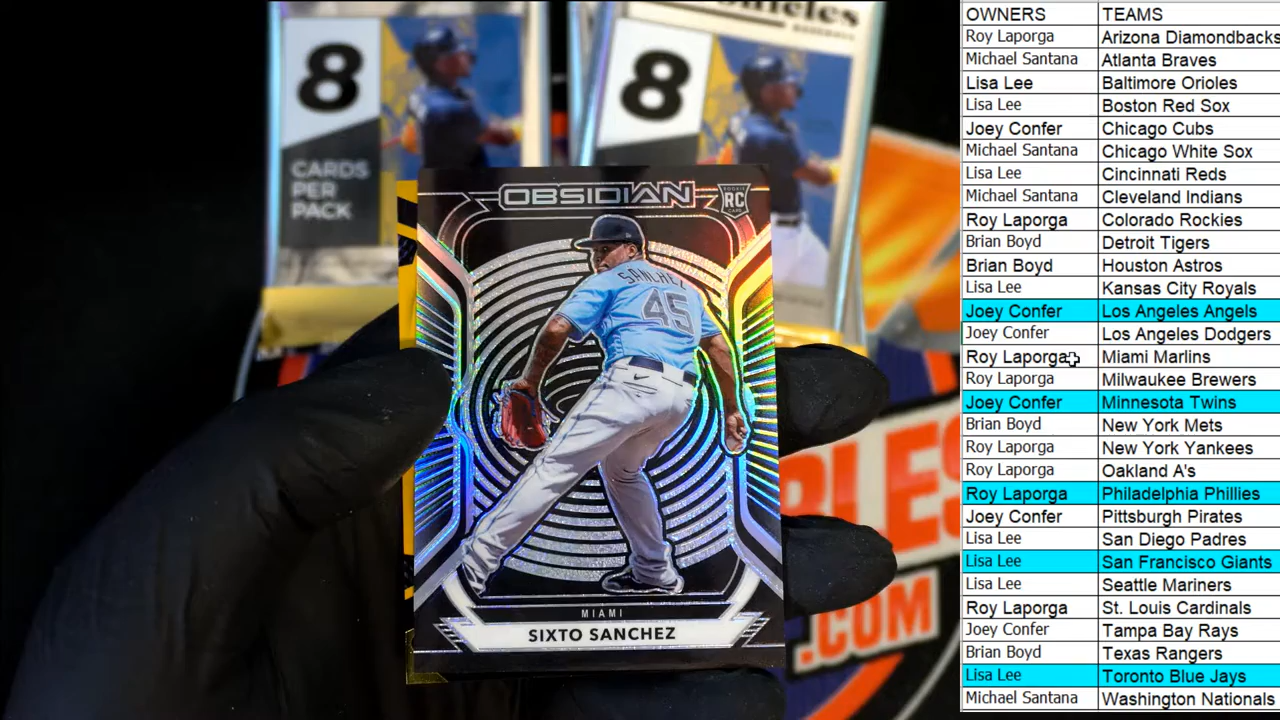 8
CARDS
PER
PACK
8
BASEBALL
OBSIDIAN
ROOKIE
RC
CARD
SANCHEZ
45
MIAMI
SIXTO SANCHEZ
.COM
OWNERS TEAMS
Roy Laporga Arizona Diamondbacks
Michael Santana Atlanta Braves
Lisa Lee Baltimore Orioles
Lisa Lee Boston Red Sox
Joey Confer Chicago Cubs
Michael Santana Chicago White Sox
Lisa Lee Cincinnati Reds
Michael Santana Cleveland Indians
Roy Laporga Colorado Rockies
Brian Boyd Detroit Tigers
Brian Boyd Houston Astros
Lisa Lee Kansas City Royals
Joey Confer Los Angeles Angels
Joey Confer Los Angeles Dodgers
Roy Laporga Miami Marlins
Roy Laporga Milwaukee Brewers
Joey Confer Minnesota Twins
Brian Boyd New York Mets
Roy Laporga New York Yankees
Roy Laporga Oakland A's
Roy Laporga Philadelphia Phillies
Joey Confer Pittsburgh Pirates
Lisa Lee San Diego Padres
Lisa Lee San Francisco Giants
Lisa Lee Seattle Mariners
Roy Laporga St. Louis Cardinals
Joey Confer Tampa Bay Rays
Brian Boyd Texas Rangers
Lisa Lee Toronto Blue Jays
Michael Santana Washington Nationals